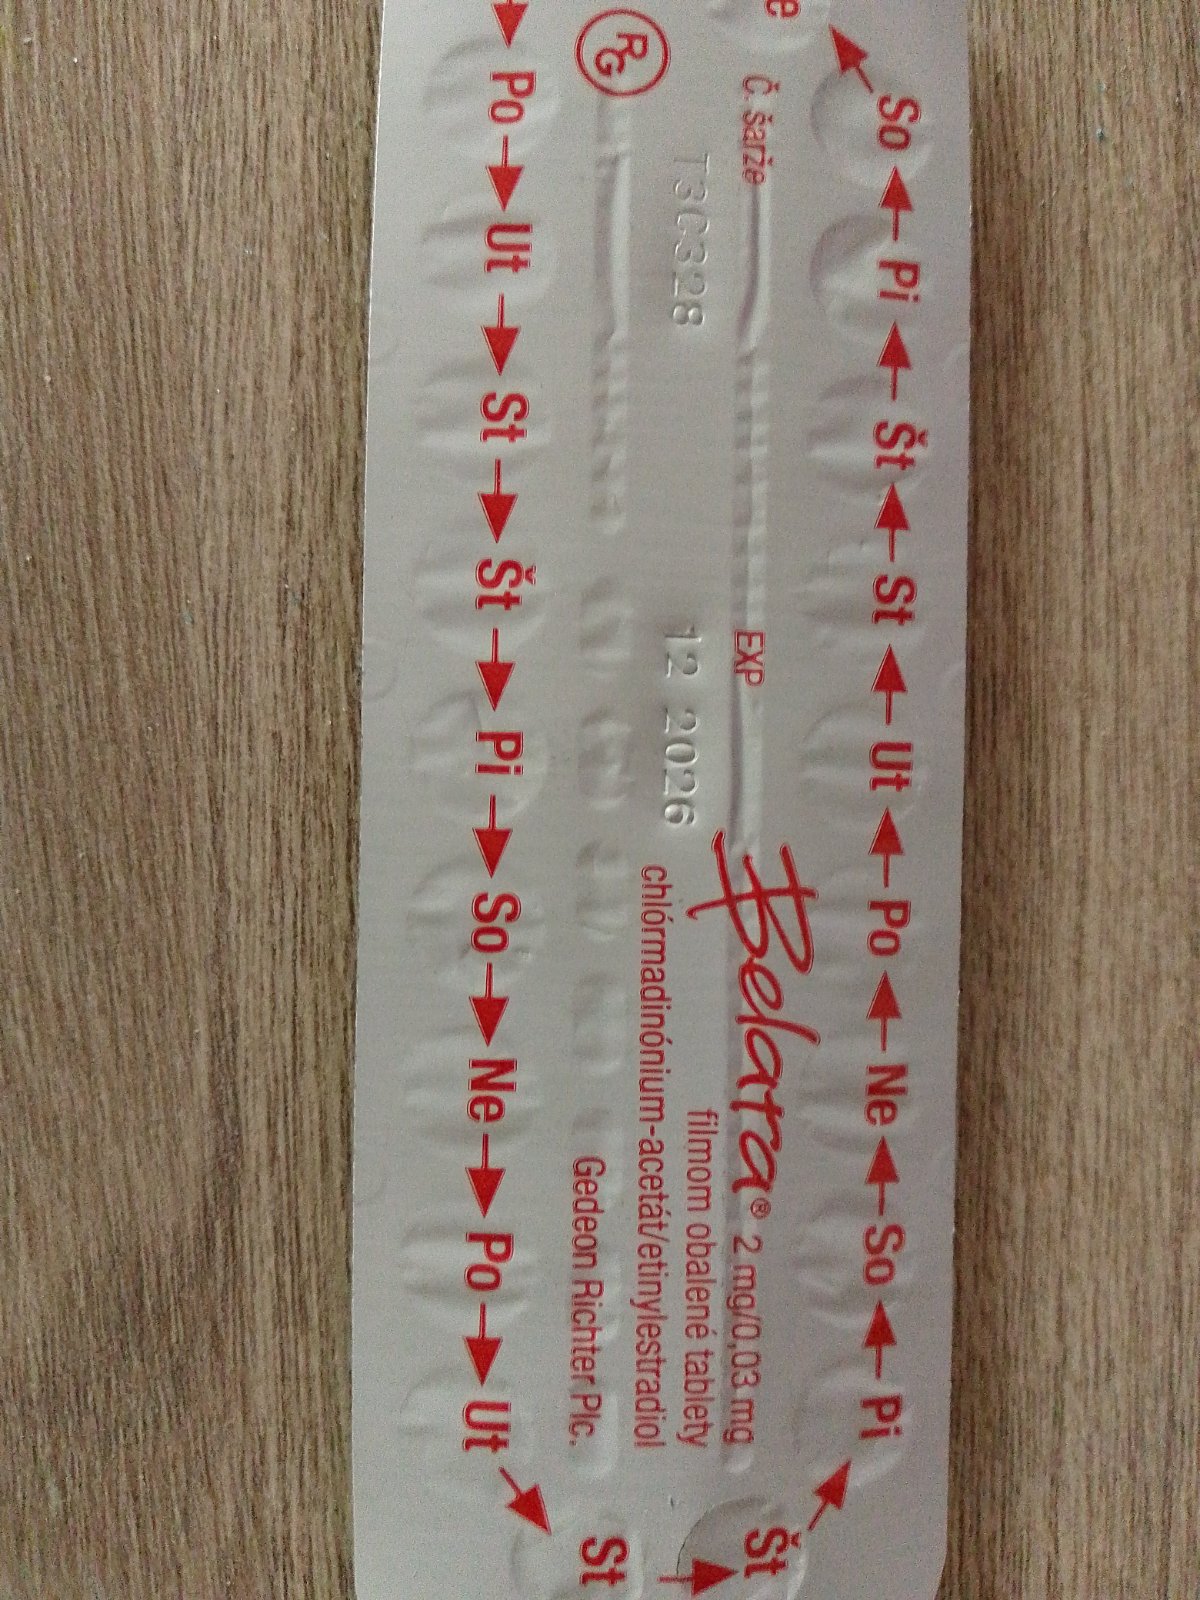 e
So
Pi
Št
St
Ut
Po
Ne
So
Pi
Št
č. šarže
T3C328
EXP
12 2026
Belara® 2 mg/0,03 mg
filmom obalené tablety
chlórmadinónium-acetát/etinylestradiol
Gedeon Richter Plc.
RG
Po
Ut
St
Št
Pi
So
Ne
Po
Ut
St